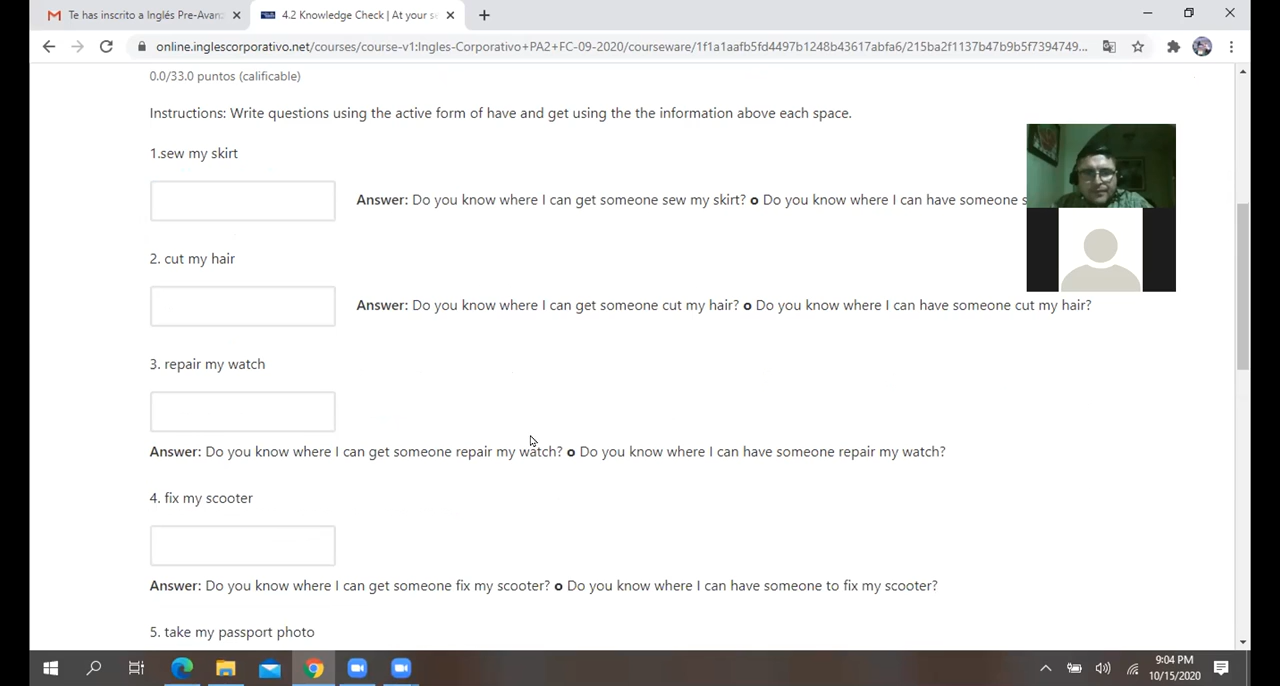 Te has inscrito a Inglés Pre-Avan
4.2 Knowledge Check | At your se
online.inglescorporativo.net/courses/course-v1:Ingles-Corporativo+PA2+FC-09-2020/courseware/1f1a1aafb5fd4497b1248b43617abfa6/215ba2f1137b47b9b5f7394749...
0.0/33.0 puntos (calificable)
Instructions: Write questions using the active form of have and get using the the information above each space.
1.sew my skirt
Answer: Do you know where I can get someone sew my skirt? o Do you know where I can have someone s
2. cut my hair
Answer: Do you know where I can get someone cut my hair? o Do you know where I can have someone cut my hair?
3. repair my watch
Answer: Do you know where I can get someone repair my watch? o Do you know where I can have someone repair my watch?
4. fix my scooter
Answer: Do you know where I can get someone fix my scooter? o Do you know where I can have someone to fix my scooter?
5. take my passport photo
9:04 PM
10/15/2020